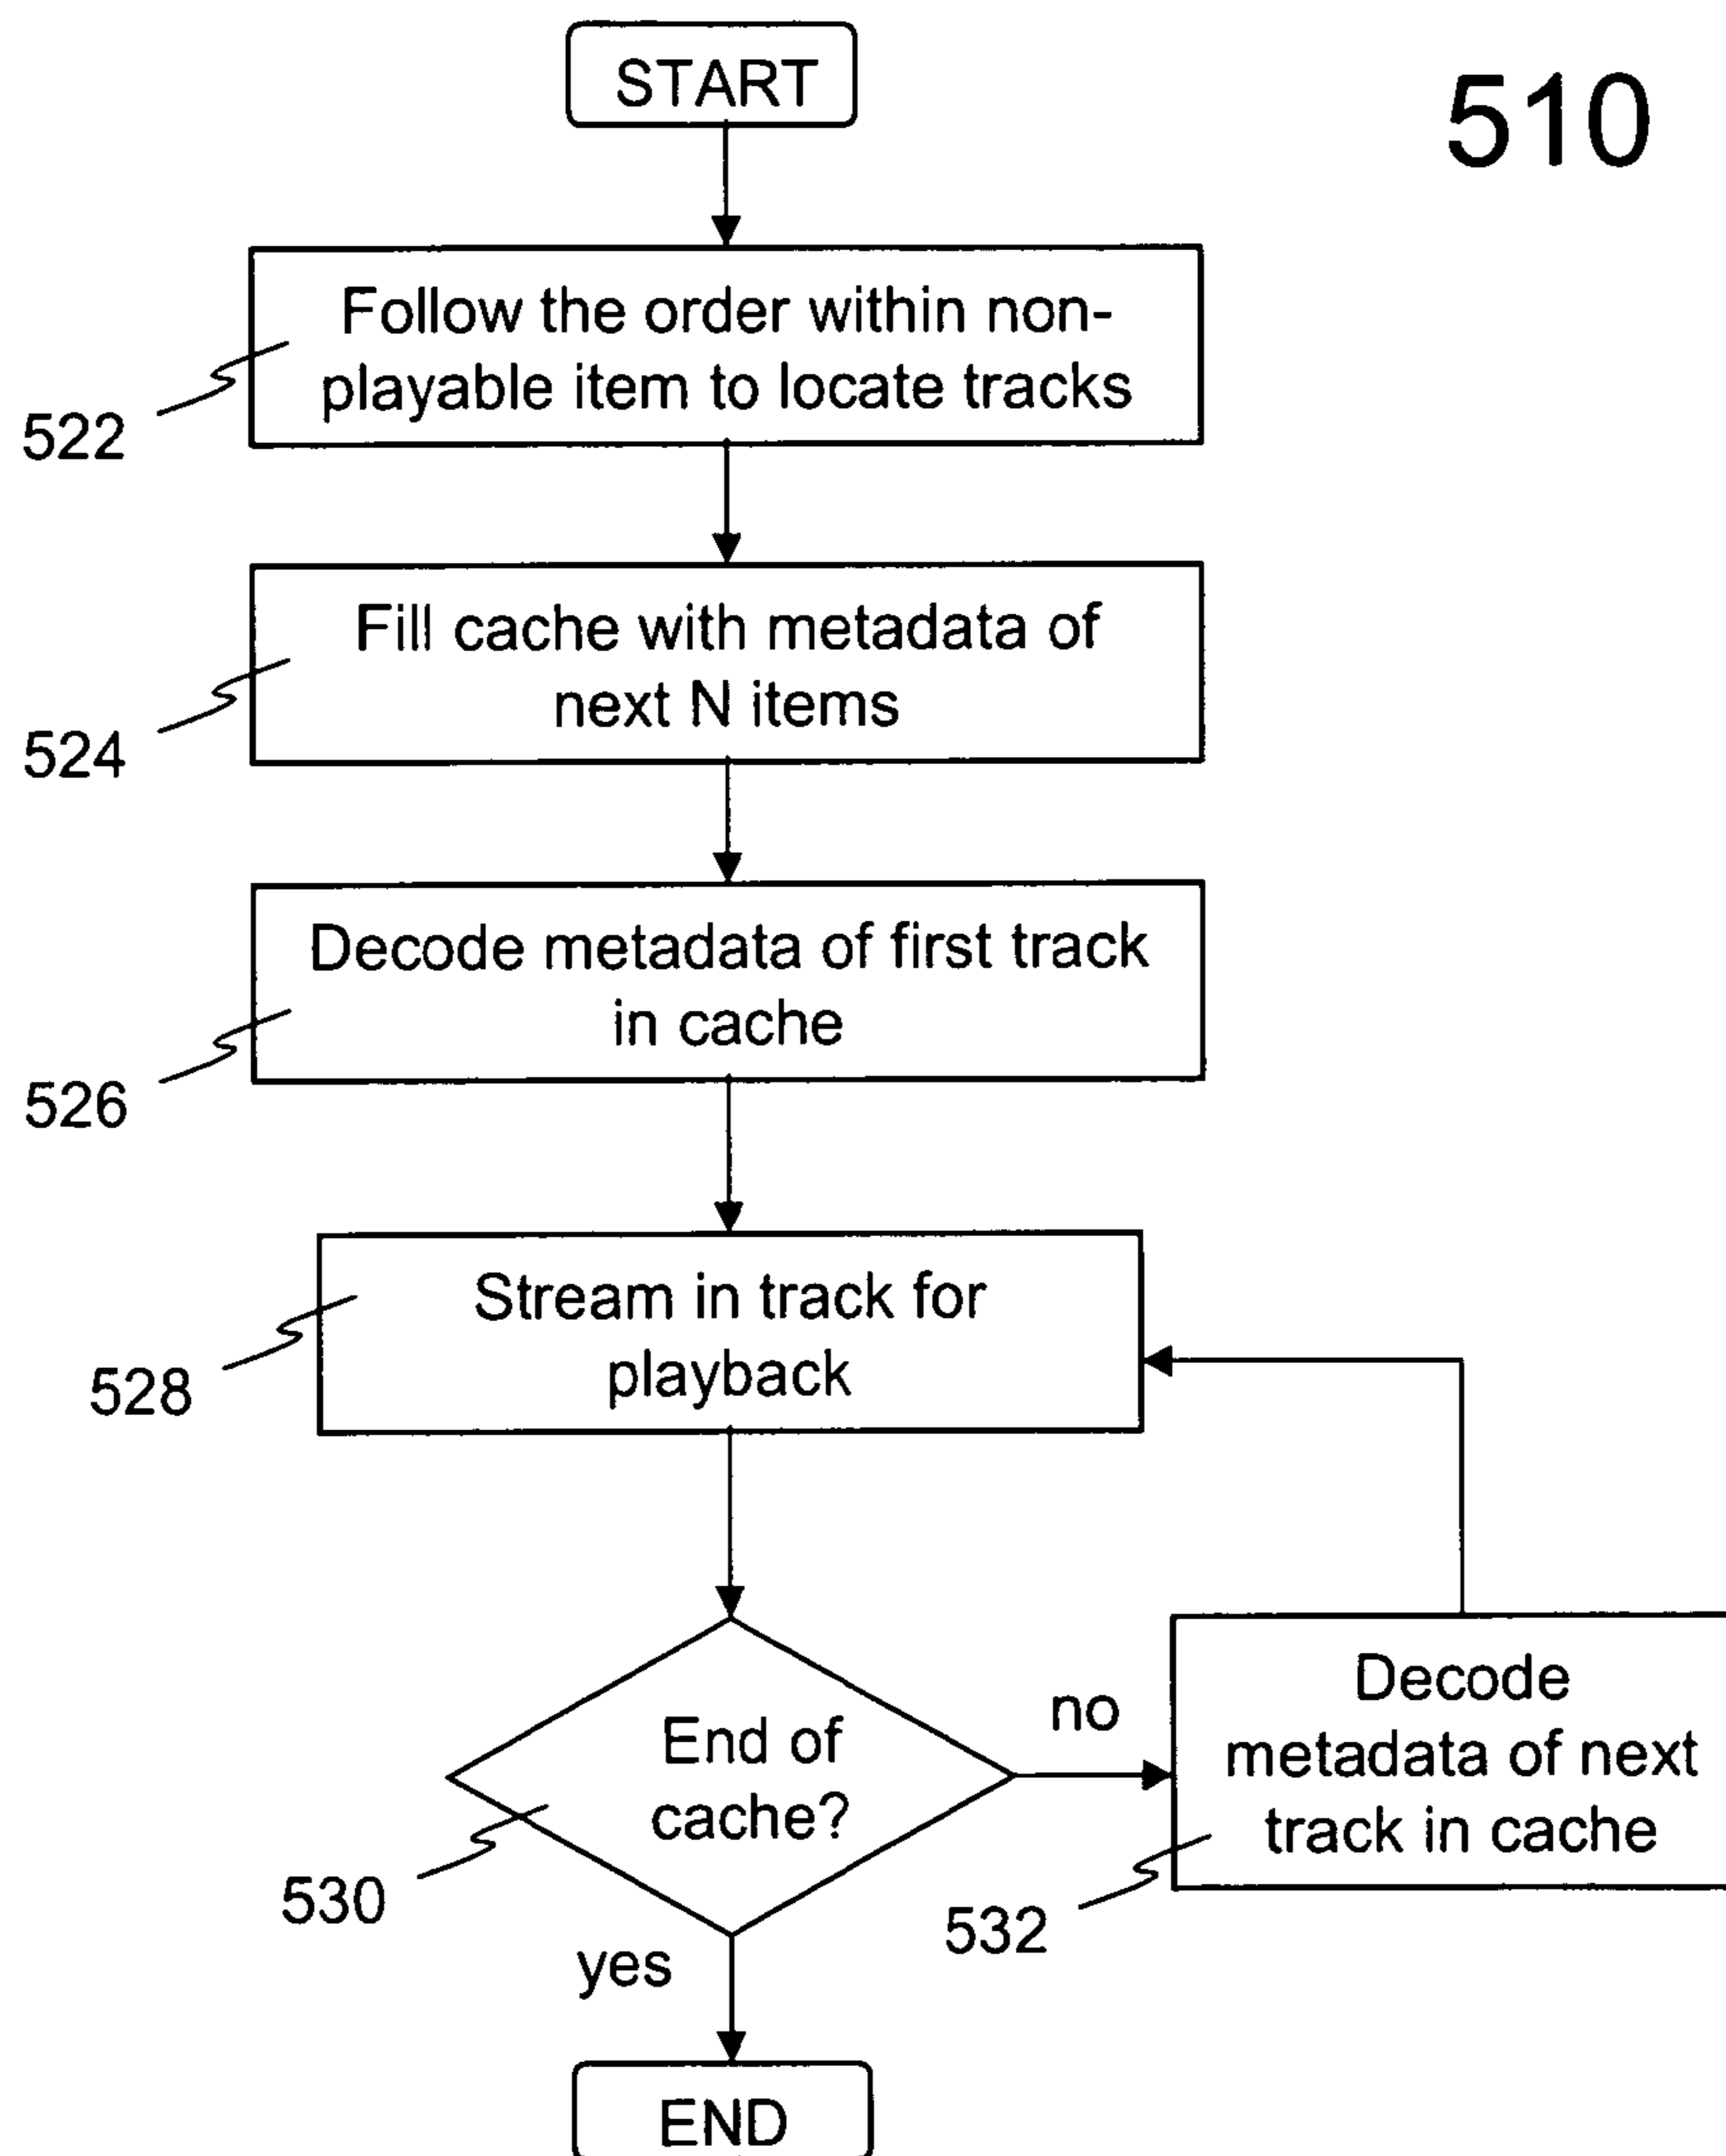 START
510
Follow the order within non-
playable item to locate tracks
522
Fill cache with metadata of
next N items
524
Decode metadata of first track
in cache
526
Stream in track for
playback
528
End of
cache?
530
no
Decode
metadata of next
track in cache
532
yes
END